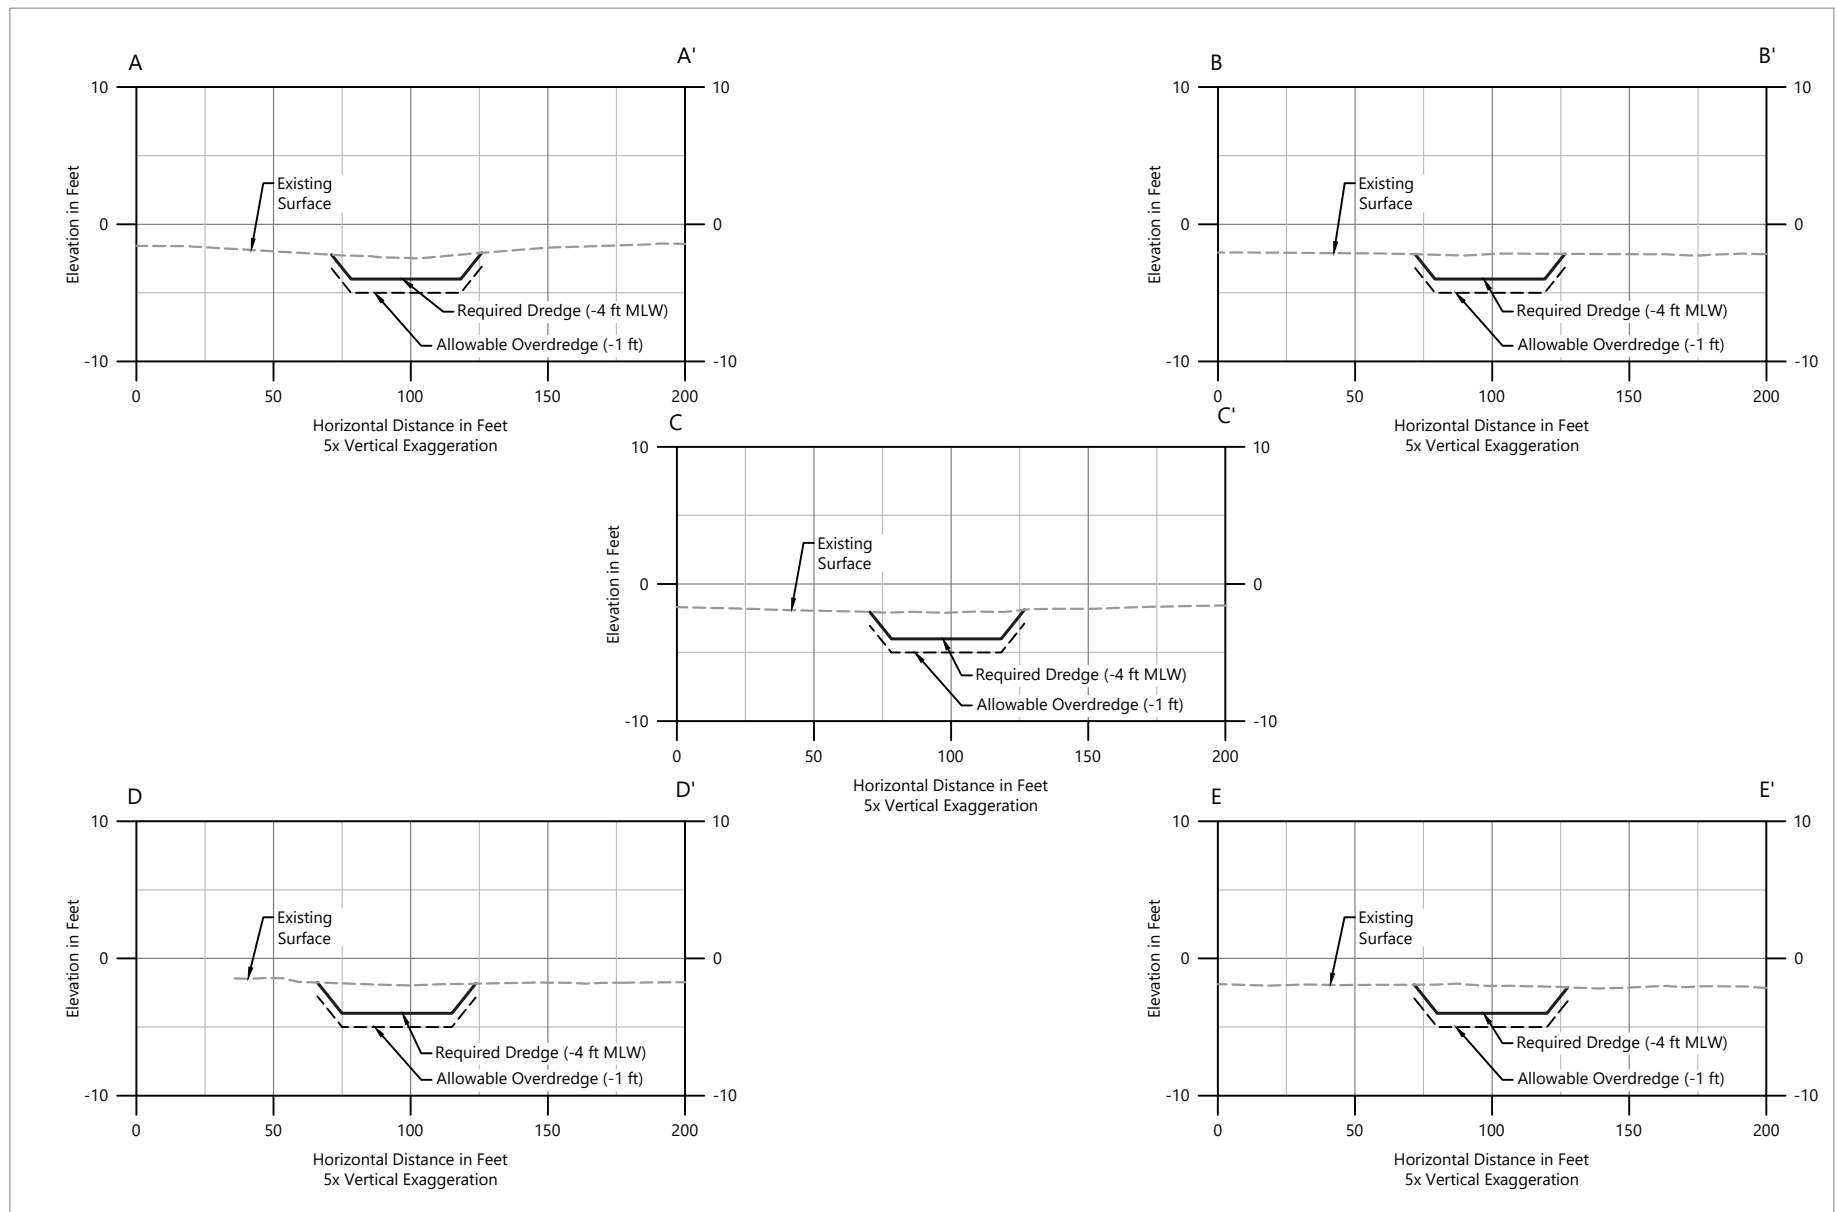 A
A'
10
10
Elevation in Feet
Existing
Surface
0
0
Required Dredge (-4 ft MLW)
Allowable Overdredge (-1 ft)
-10
-10
0
50
100
150
200
Horizontal Distance in Feet
5x Vertical Exaggeration
B
B'
10
10
Elevation in Feet
Existing
Surface
0
0
Required Dredge (-4 ft MLW)
Allowable Overdredge (-1 ft)
-10
-10
0
50
100
150
200
Horizontal Distance in Feet
5x Vertical Exaggeration
C
C'
10
10
Elevation in Feet
Existing
Surface
0
0
Required Dredge (-4 ft MLW)
Allowable Overdredge (-1 ft)
-10
-10
0
50
100
150
200
Horizontal Distance in Feet
5x Vertical Exaggeration
D
D'
10
10
Elevation in Feet
Existing
Surface
0
0
Required Dredge (-4 ft MLW)
Allowable Overdredge (-1 ft)
-10
-10
0
50
100
150
200
Horizontal Distance in Feet
5x Vertical Exaggeration
E
E'
10
10
Elevation in Feet
Existing
Surface
0
0
Required Dredge (-4 ft MLW)
Allowable Overdredge (-1 ft)
-10
-10
0
50
100
150
200
Horizontal Distance in Feet
5x Vertical Exaggeration